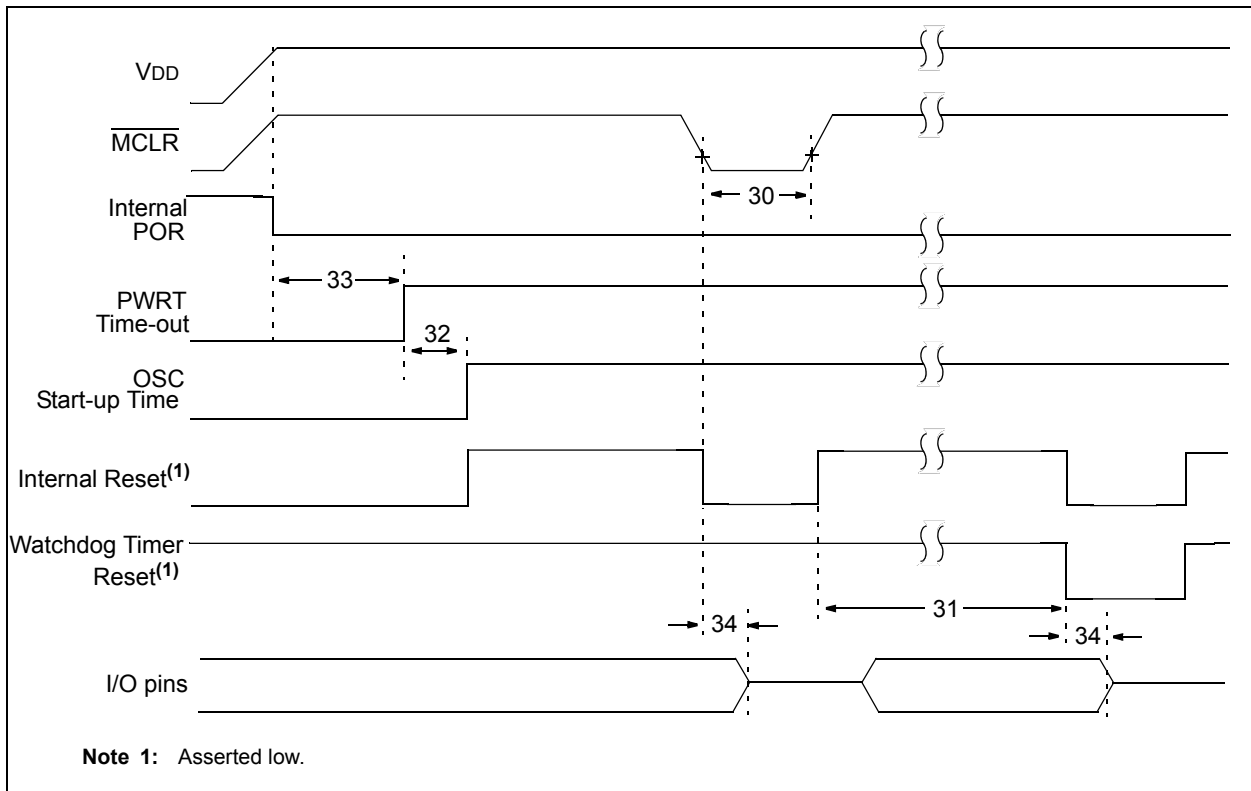 VDD
MCLR
30
Internal
POR
33
PWRT
Time-out
32
OSC
Start-up Time
Internal Reset(1)
Watchdog Timer
Reset(1)
31
34
34
I/O pins
Note 1: Asserted low.